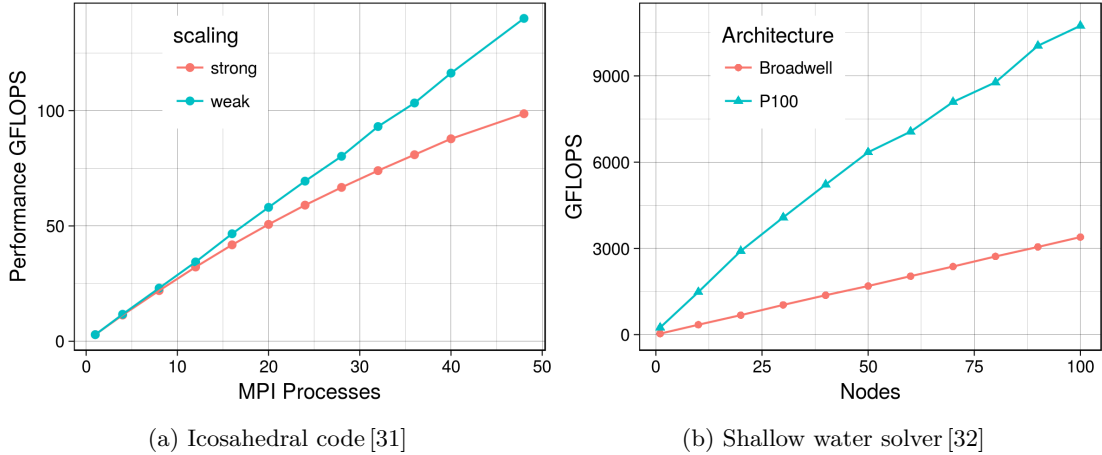 scaling
strong
weak
Performance GFLOPS
100
50
0
0 10 20 30 40 50
MPI Processes
(a) Icosahedral code [31]
Architecture
Broadwell
P100
GFLOPS
9000
6000
3000
0
0 25 50 75 100
Nodes
(b) Shallow water solver [32]